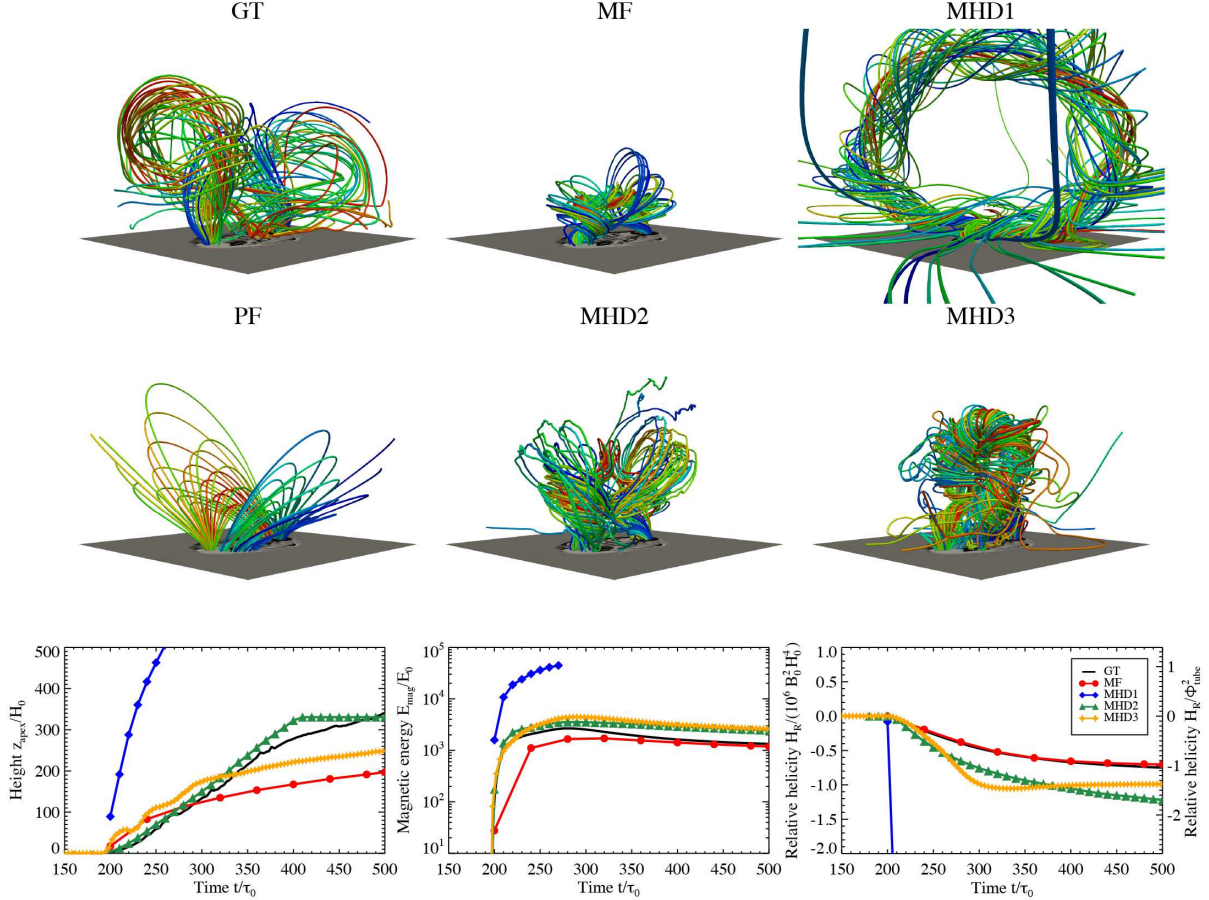 GT MF MHD1
PF MHD2 MHD3
Height z_apex/H_0
500
400
300
200
100
0
150 200 250 300 350 400 450 500
Time t/τ_0
Magnetic energy E_mag/E_0
10^5
10^4
10^3
10^2
10^1
150 200 250 300 350 400 450 500
Time t/τ_0
Relative helicity H_R/(10^6 B_0^2 H_0^4)
1.0
0.5
0.0
-0.5
-1.0
-1.5
-2.0
150 200 250 300 350 400 450 500
Time t/τ_0
GT
MF
MHD1
MHD2
MHD3
1
0
-1
-2
Relative helicity H_R/Φ_tube^2